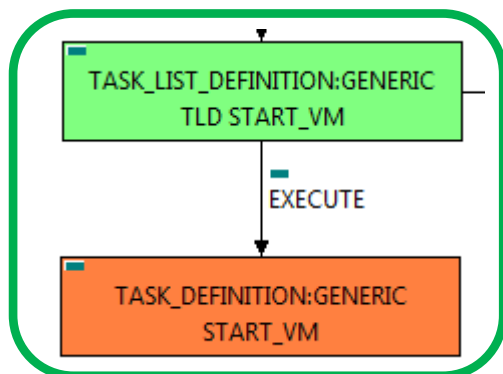 TASK_LIST_DEFINITION:GENERIC
TLD START_VM
EXECUTE
TASK_DEFINITION:GENERIC
START_VM